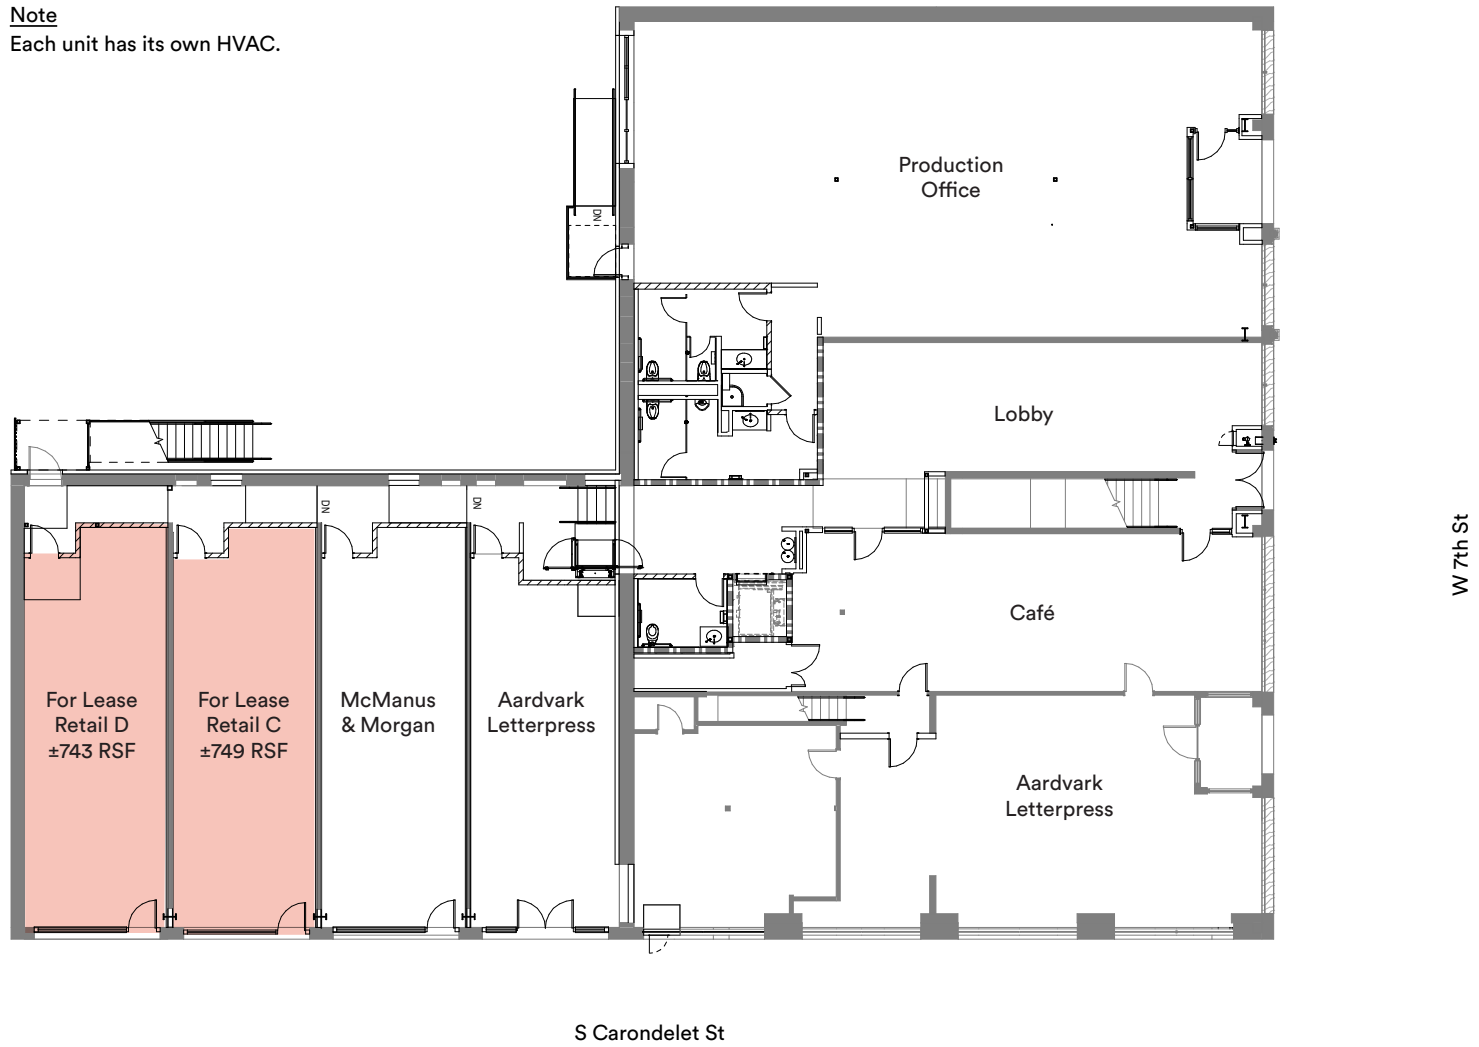 Note
Each unit has its own HVAC.
Production
Office
DN
Lobby
DN
DN
Café
W 7th St
For Lease
Retail D
±743 RSF
For Lease
Retail C
±749 RSF
McManus
& Morgan
Aardvark
Letterpress
Aardvark
Letterpress
S Carondelet St